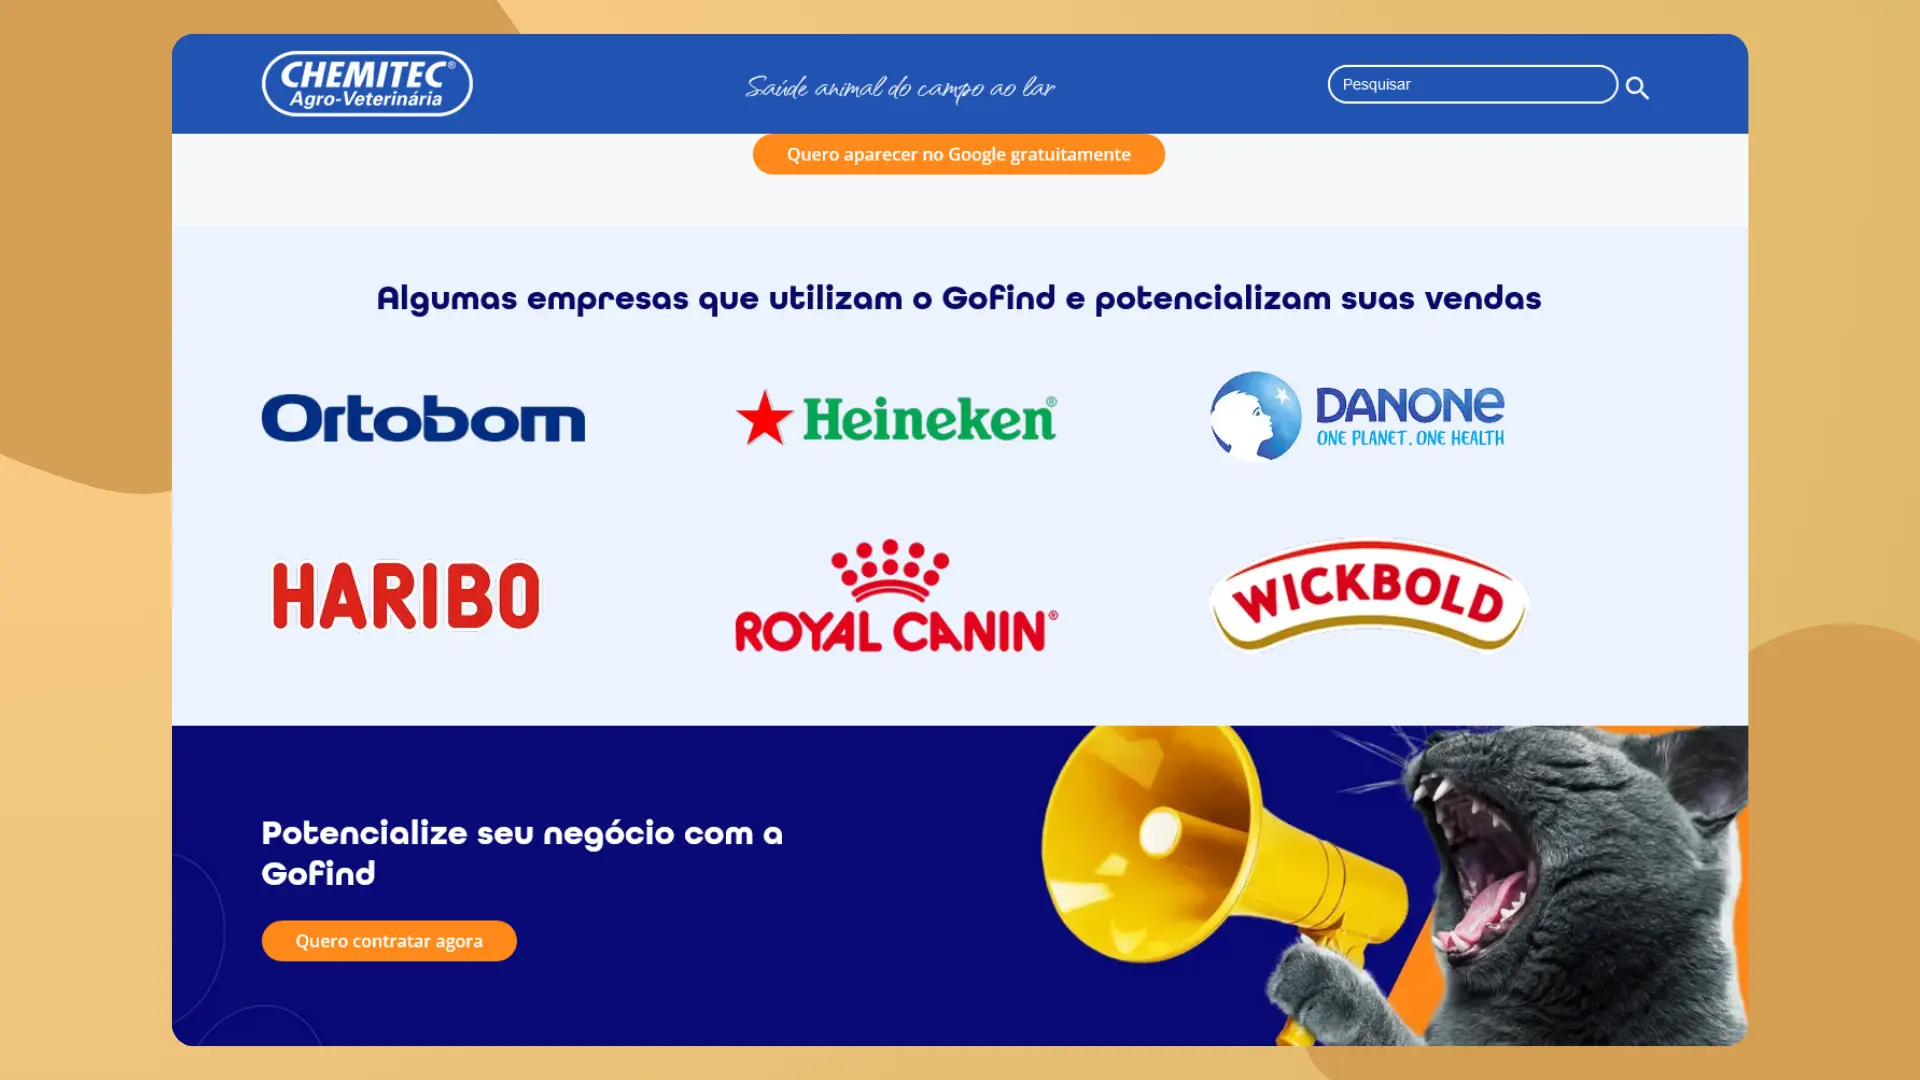 CHEMITEC®
Agro-Veterinária
Saúde animal do campo ao lar
Pesquisar
Quero aparecer no Google gratuitamente
Algumas empresas que utilizam o Gofind e potencializam suas vendas
Ortobom
Heineken®
DANONE
ONE PLANET. ONE HEALTH
HARIBO
ROYAL CANIN®
WICKBOLD
Potencialize seu negócio com a
Gofind
Quero contratar agora